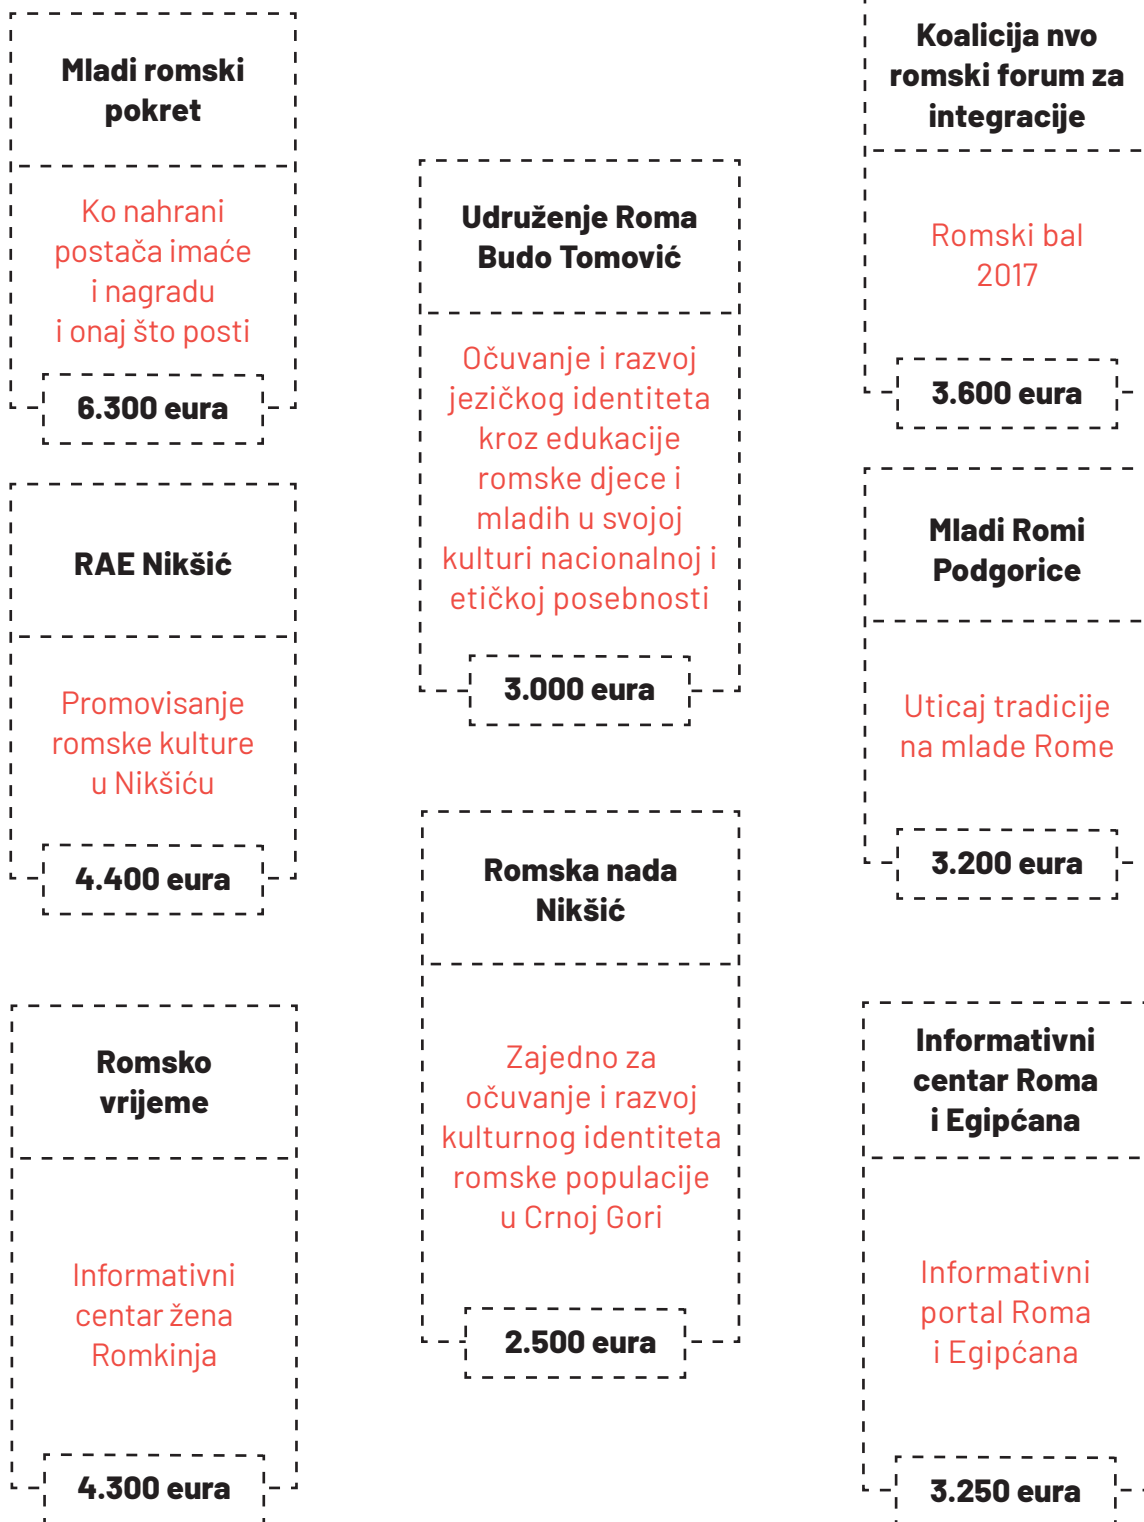 Mladi romski
pokret
Ko nahrani
postača imaće
i nagradu
i onaj što posti
6.300 eura
RAE Nikšić
Promovisanje
romske kulture
u Nikšiću
4.400 eura
Romsko
vrijeme
Informativni
centar žena
Romkinja
4.300 eura
Udruženje Roma
Budo Tomović
Očuvanje i razvoj
jezičkog identiteta
kroz edukacije
romske djece i
mladih u svojoj
kulturi nacionalnoj i
etičkoj posebnosti
3.000 eura
Romska nada
Nikšić
Zajedno za
očuvanje i razvoj
kulturnog identiteta
romske populacije
u Crnoj Gori
2.500 eura
Koalicija nvo
romski forum za
integracije
Romski bal
2017
3.600 eura
Mladi Romi
Podgorice
Uticaj tradicije
na mlade Rome
3.200 eura
Informativni
centar Roma
i Egipćana
Informativni
portal Roma
i Egipćana
3.250 eura